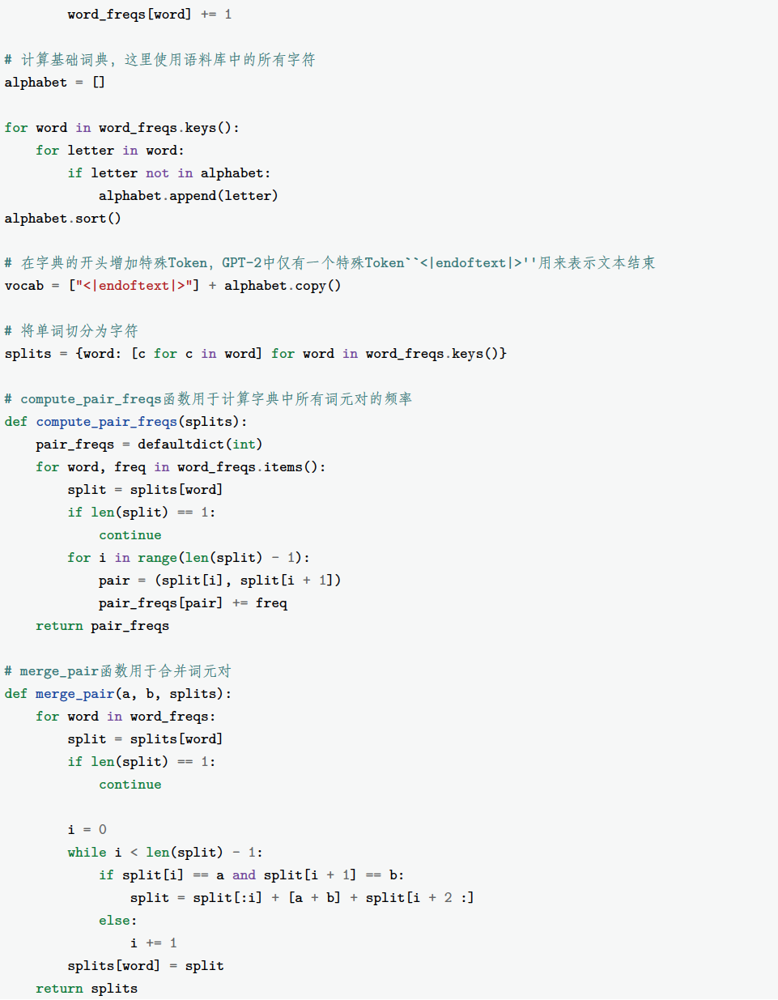 word_freqs[word] += 1

# 计算基础词典，这里使用语料库中的所有字符
alphabet = []

for word in word_freqs.keys():
    for letter in word:
        if letter not in alphabet:
            alphabet.append(letter)
alphabet.sort()

# 在字典的开头增加特殊Token，GPT-2中仅有一个特殊Token``<|endoftext|>''用来表示文本结束
vocab = ["<|endoftext|>"] + alphabet.copy()

# 将单词切分为字符
splits = {word: [c for c in word] for word in word_freqs.keys()}

# compute_pair_freqs函数用于计算字典中所有词元对的频率
def compute_pair_freqs(splits):
    pair_freqs = defaultdict(int)
    for word, freq in word_freqs.items():
        split = splits[word]
        if len(split) == 1:
            continue
        for i in range(len(split) - 1):
            pair = (split[i], split[i + 1])
            pair_freqs[pair] += freq
    return pair_freqs

# merge_pair函数用于合并词元对
def merge_pair(a, b, splits):
    for word in word_freqs:
        split = splits[word]
        if len(split) == 1:
            continue

        i = 0
        while i < len(split) - 1:
            if split[i] == a and split[i + 1] == b:
                split = split[:i] + [a + b] + split[i + 2 :]
            else:
                i += 1
        splits[word] = split
    return splits